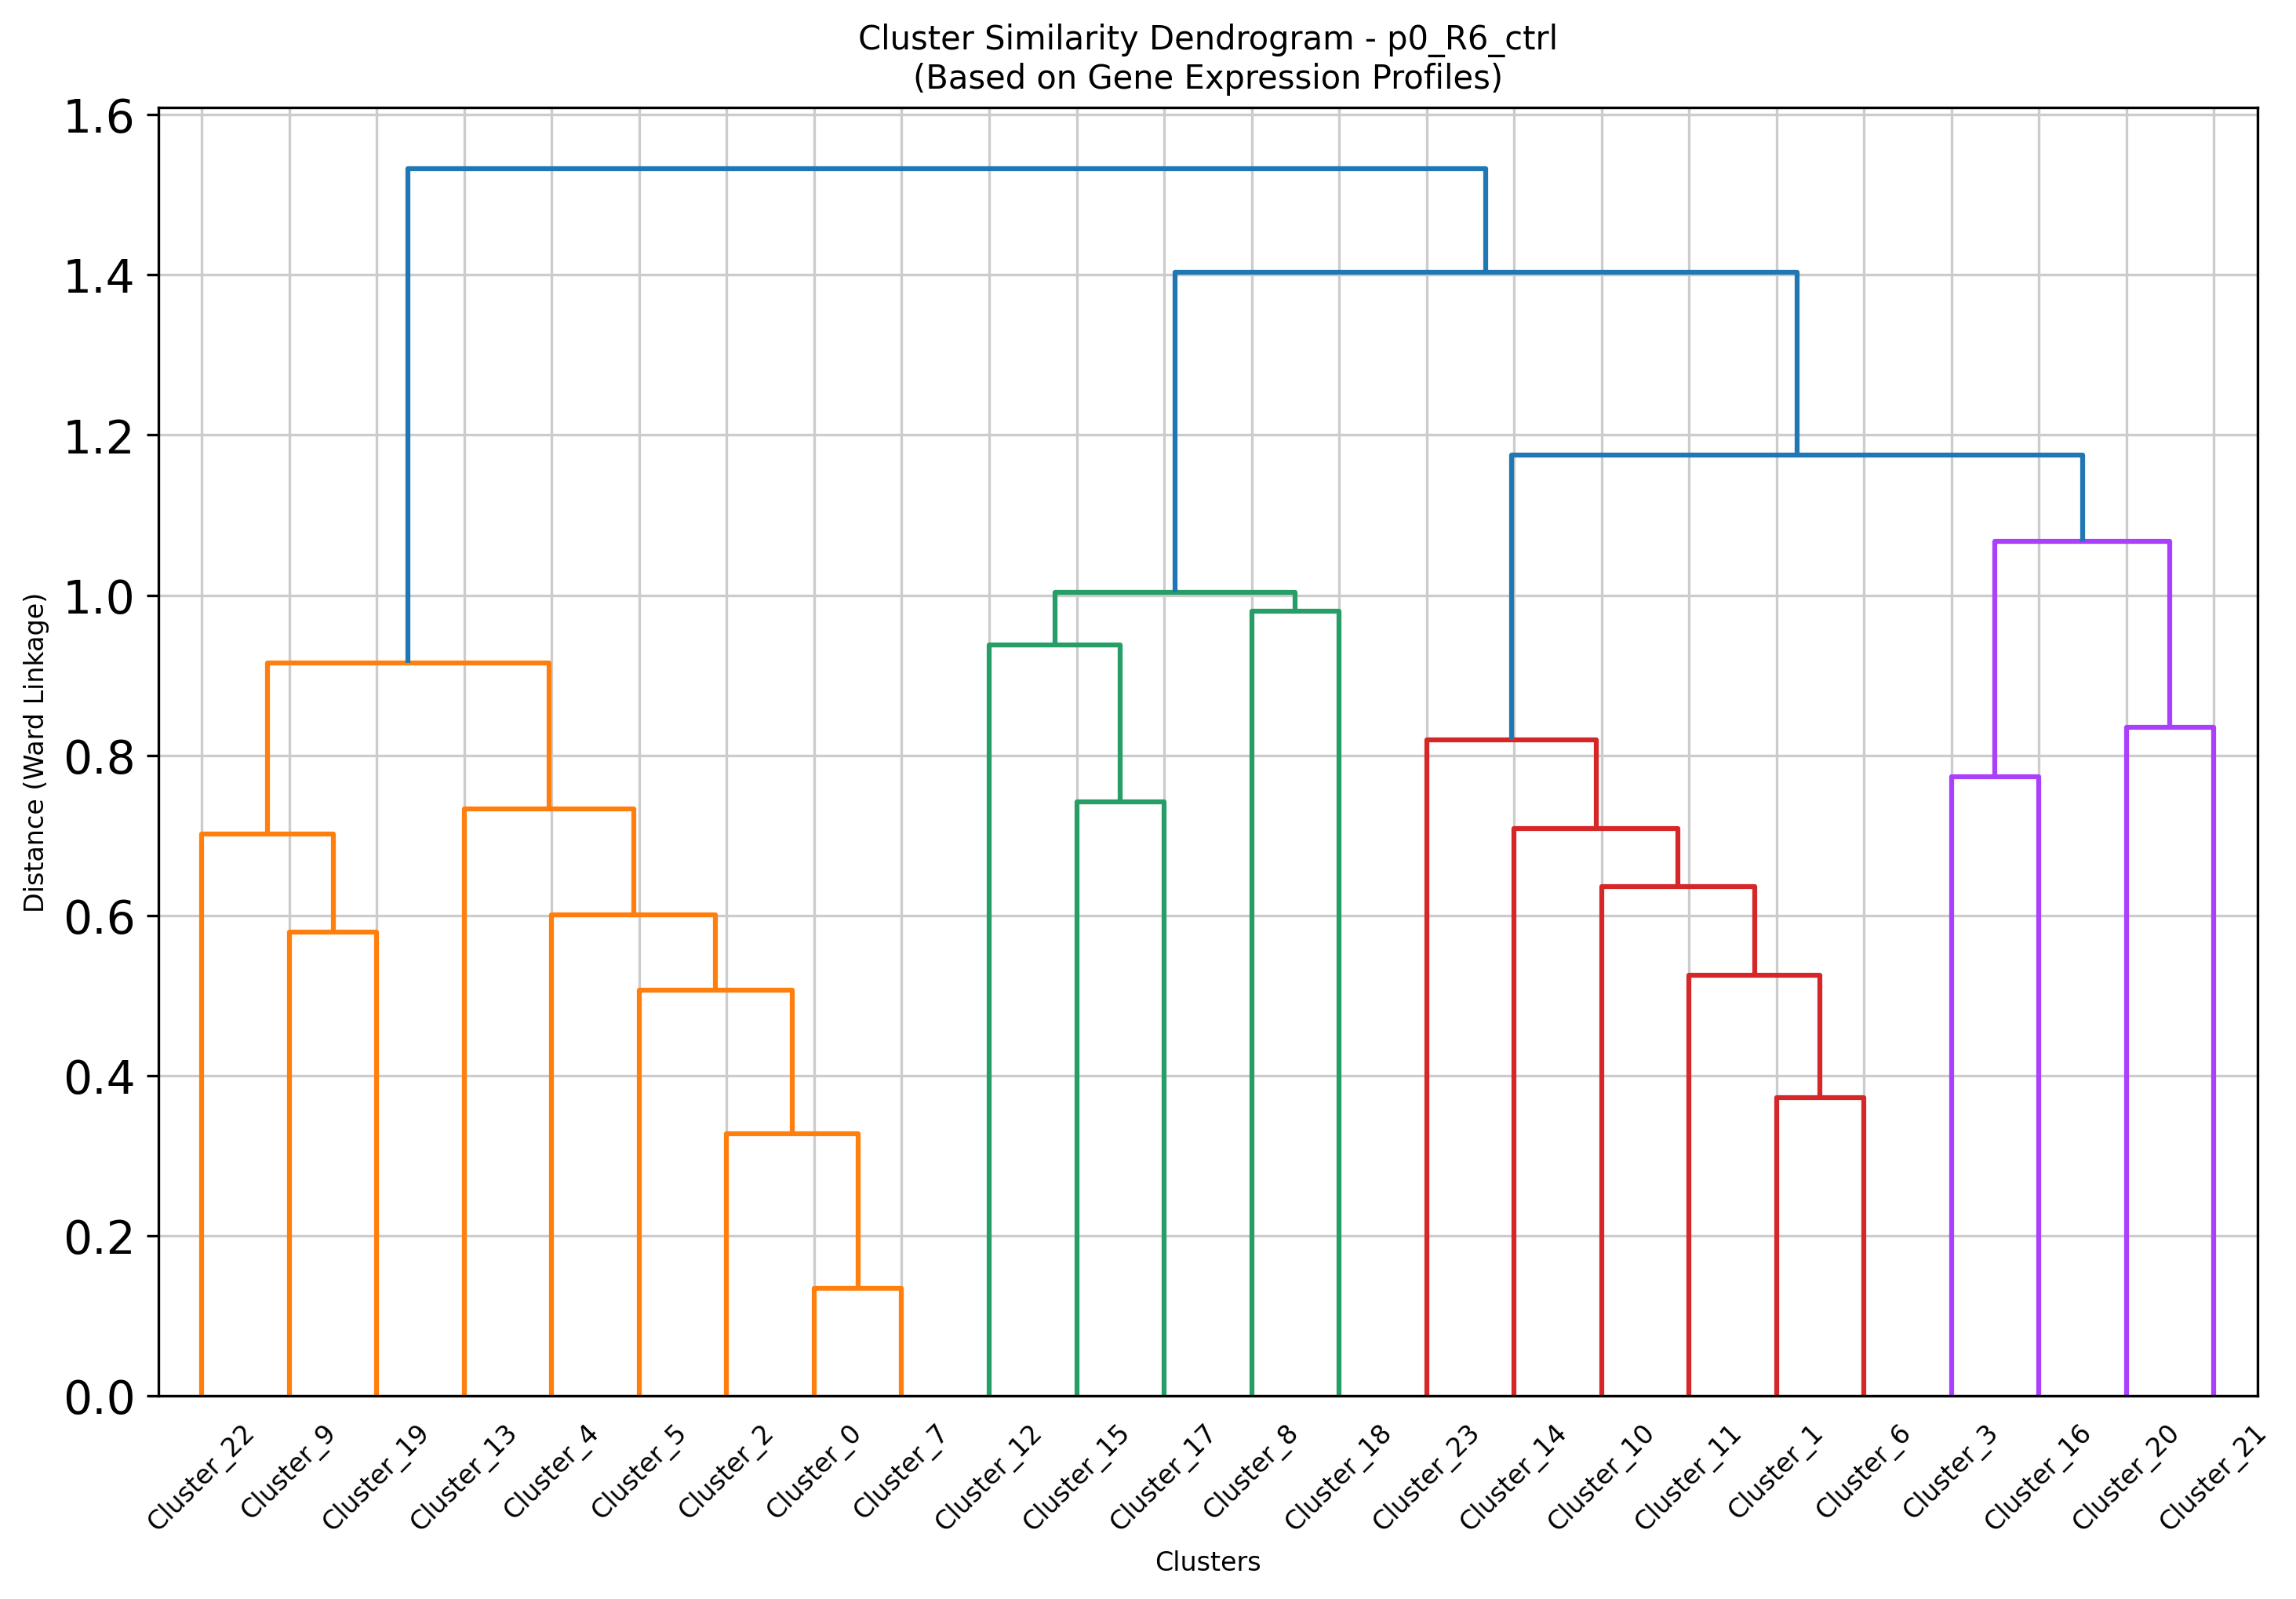 Cluster Similarity Dendrogram - p0_R6_ctrl
(Based on Gene Expression Profiles)
Distance (Ward Linkage)
1.6
1.4
1.2
1.0
0.8
0.6
0.4
0.2
0.0
Cluster_22
Cluster_9
Cluster_19
Cluster_13
Cluster_4
Cluster_5
Cluster_2
Cluster_0
Cluster_7
Cluster_12
Cluster_15
Cluster_17
Cluster_8
Cluster_18
Cluster_23
Cluster_14
Cluster_10
Cluster_11
Cluster_1
Cluster_6
Cluster_3
Cluster_16
Cluster_20
Cluster_21
Clusters